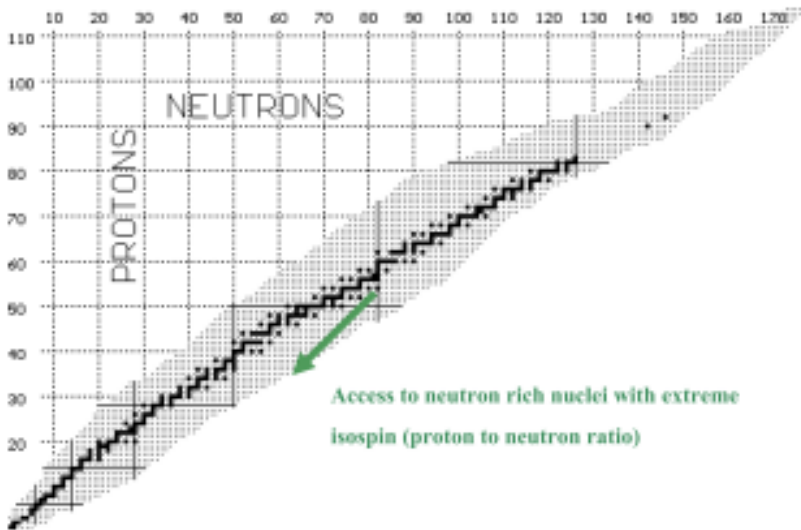 10 20 30 40 50 60 70 80 90 100 110 120 130 140 150 160 170
110
100
NEUTRONS
90
80
PROTONS
70
60
50
40
Access to neutron rich nuclei with extreme
30
isospin (proton to neutron ratio)
20